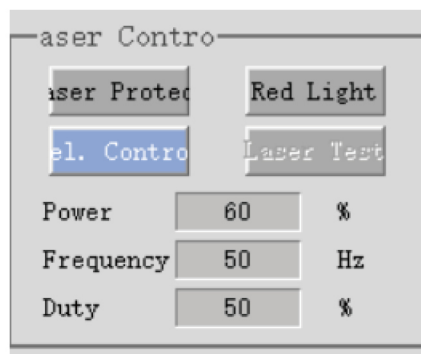 aser Contro
aser Protec Red Light
el. Contro Laser Test
Power 60 %
Frequency 50 Hz
Duty 50 %